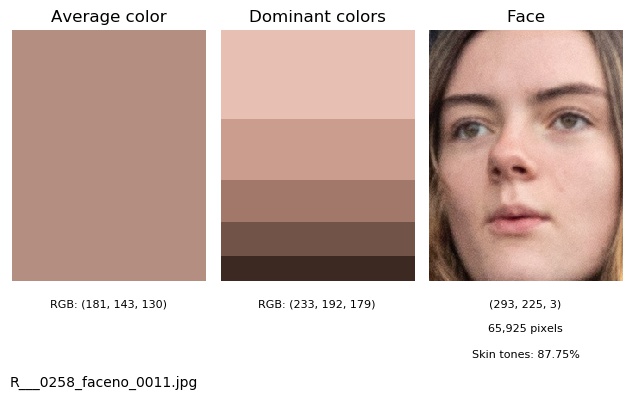 Average color
Dominant colors
Face
RGB: (181, 143, 130)
RGB: (233, 192, 179)
(293, 225, 3)
65,925 pixels
Skin tones: 87.75%
R___0258_faceno_0011.jpg